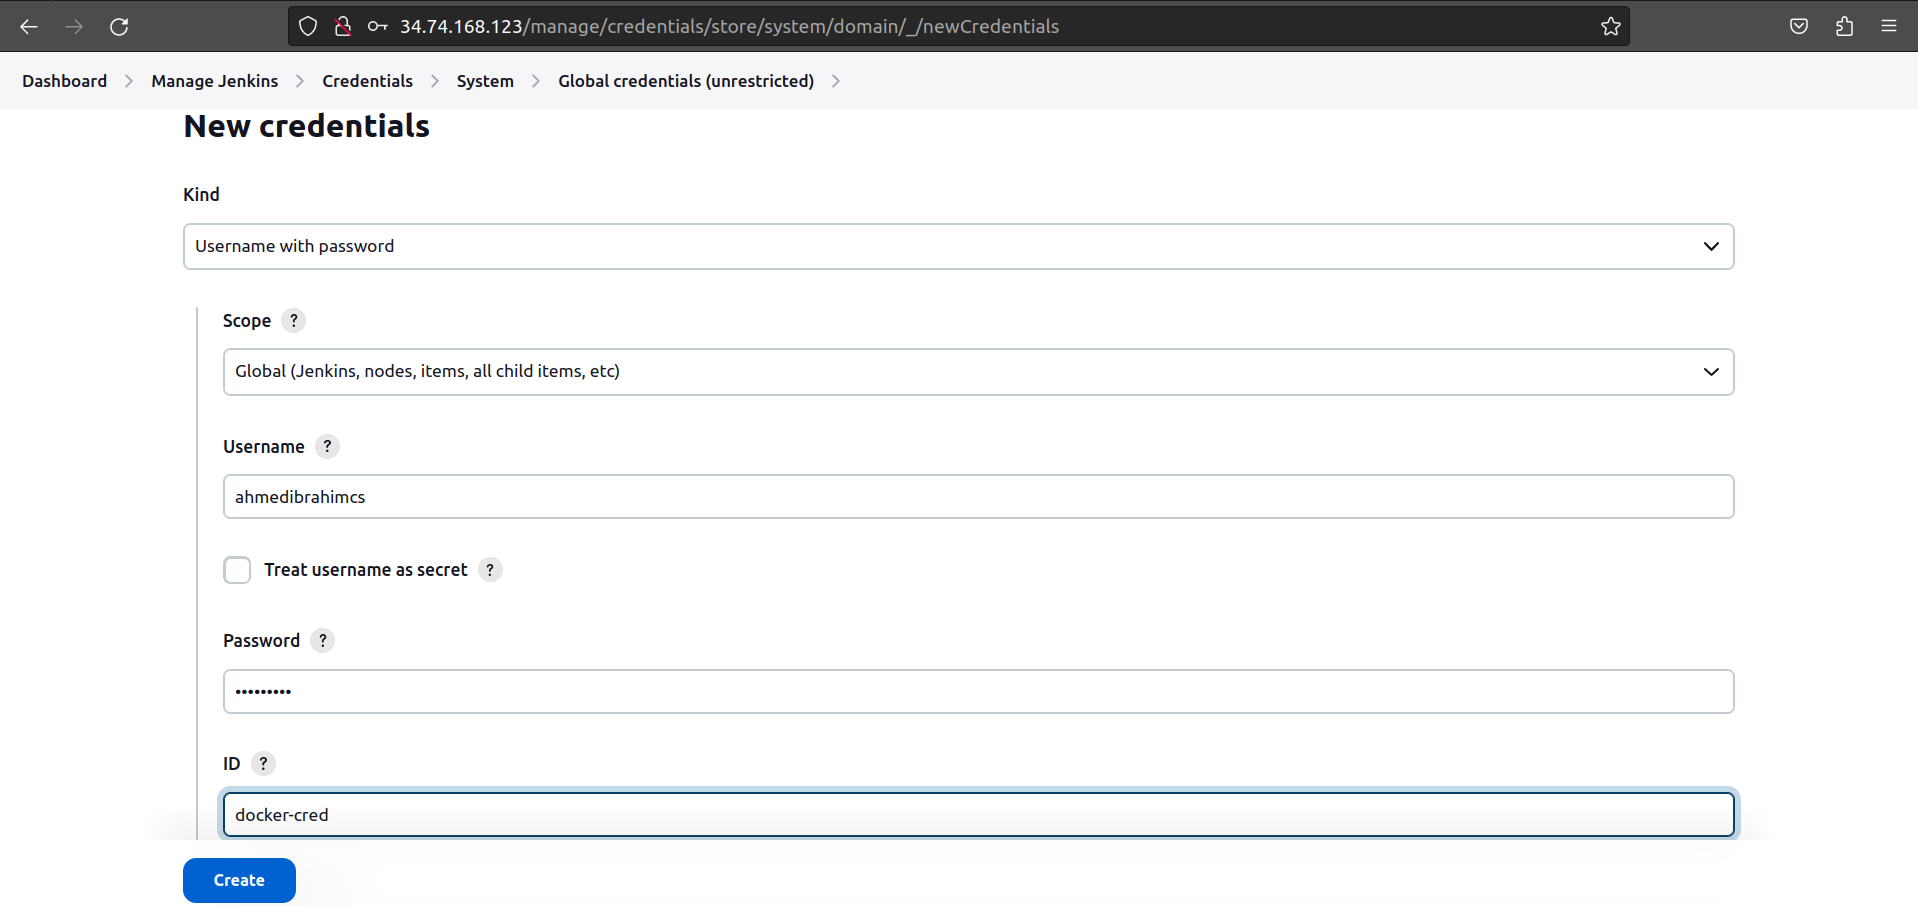 34.74.168.123/manage/credentials/store/system/domain/_/newCredentials
Dashboard > Manage Jenkins > Credentials > System > Global credentials (unrestricted) >
New credentials
Kind
Username with password
Scope ?
Global (Jenkins, nodes, items, all child items, etc)
Username ?
ahmedibrahimcs
Treat username as secret ?
Password ?
•••••••••
ID ?
docker-cred
Create